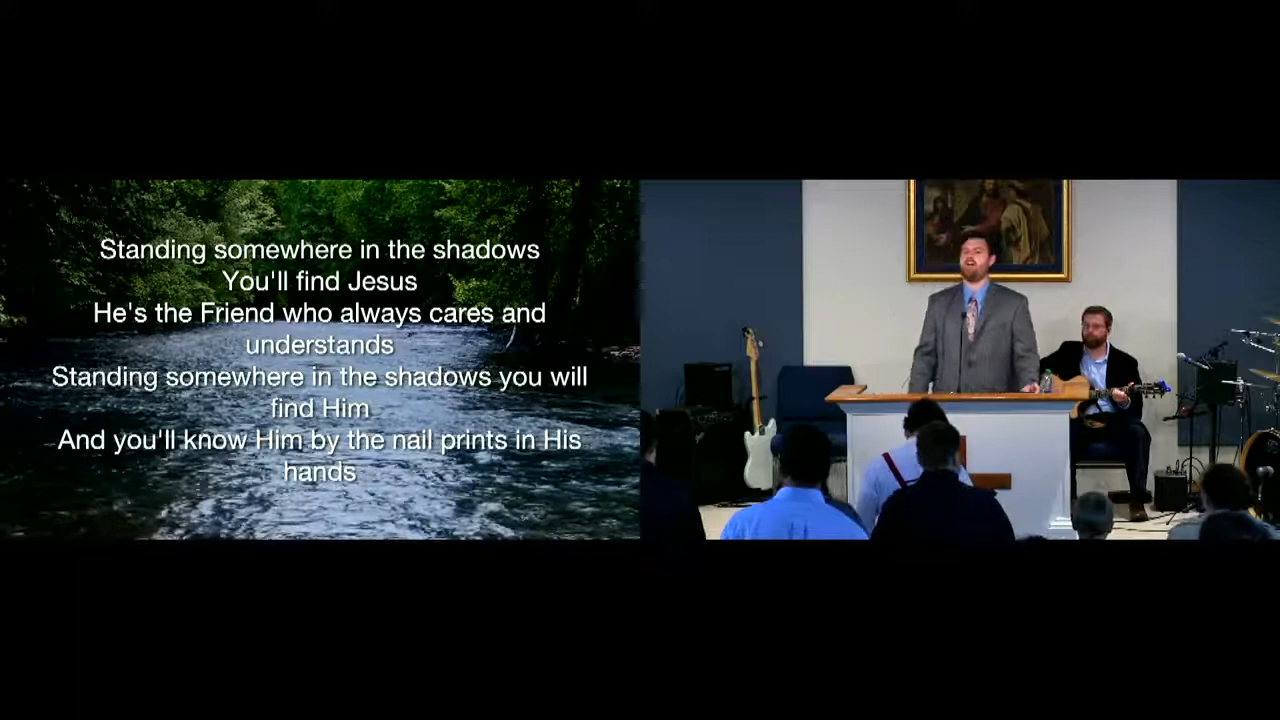 Standing somewhere in the shadows
You'll find Jesus
He's the Friend who always cares and
understands
Standing somewhere in the shadows you will
find Him
And you'll know Him by the nail prints in His
hands